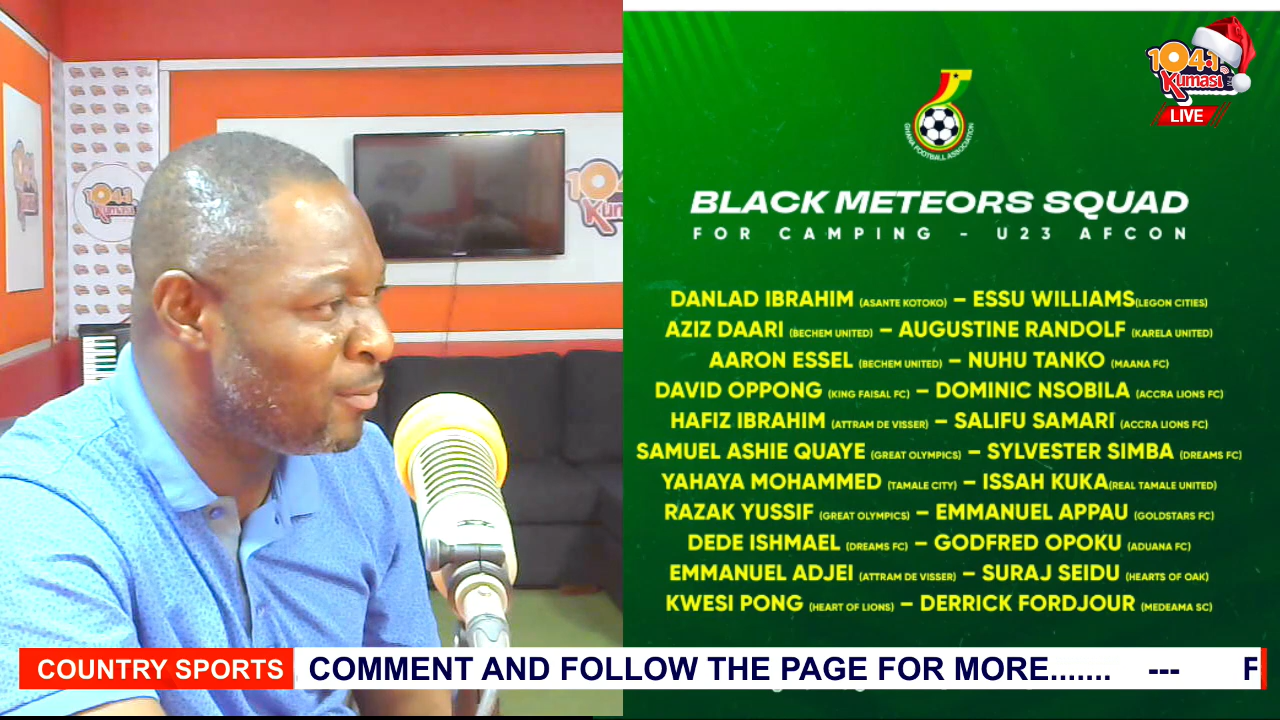 104.1
Kumasi
LIVE
104.1
Kumasi
GHANA FOOTBALL ASSOCIATION
BLACK METEORS SQUAD
FOR CAMPING - U23 AFCON
DANLAD IBRAHIM (ASANTE KOTOKO) – ESSU WILLIAMS(LEGON CITIES)
AZIZ DAARI (BECHEM UNITED) – AUGUSTINE RANDOLF (KARELA UNITED)
AARON ESSEL (BECHEM UNITED) – NUHU TANKO (MAANA FC)
DAVID OPPONG (KING FAISAL FC) – DOMINIC NSOBILA (ACCRA LIONS FC)
HAFIZ IBRAHIM (ATTRAM DE VISSER) – SALIFU SAMARI (ACCRA LIONS FC)
SAMUEL ASHIE QUAYE (GREAT OLYMPICS) – SYLVESTER SIMBA (DREAMS FC)
YAHAYA MOHAMMED (TAMALE CITY) – ISSAH KUKA(REAL TAMALE UNITED)
RAZAK YUSSIF (GREAT OLYMPICS) – EMMANUEL APPAU (GOLDSTARS FC)
DEDE ISHMAEL (DREAMS FC) – GODFRED OPOKU (ADUANA FC)
EMMANUEL ADJEI (ATTRAM DE VISSER) – SURAJ SEIDU (HEARTS OF OAK)
KWESI PONG (HEART OF LIONS) – DERRICK FORDJOUR (MEDEAMA SC)
COUNTRY SPORTS COMMENT AND FOLLOW THE PAGE FOR MORE....... --- F